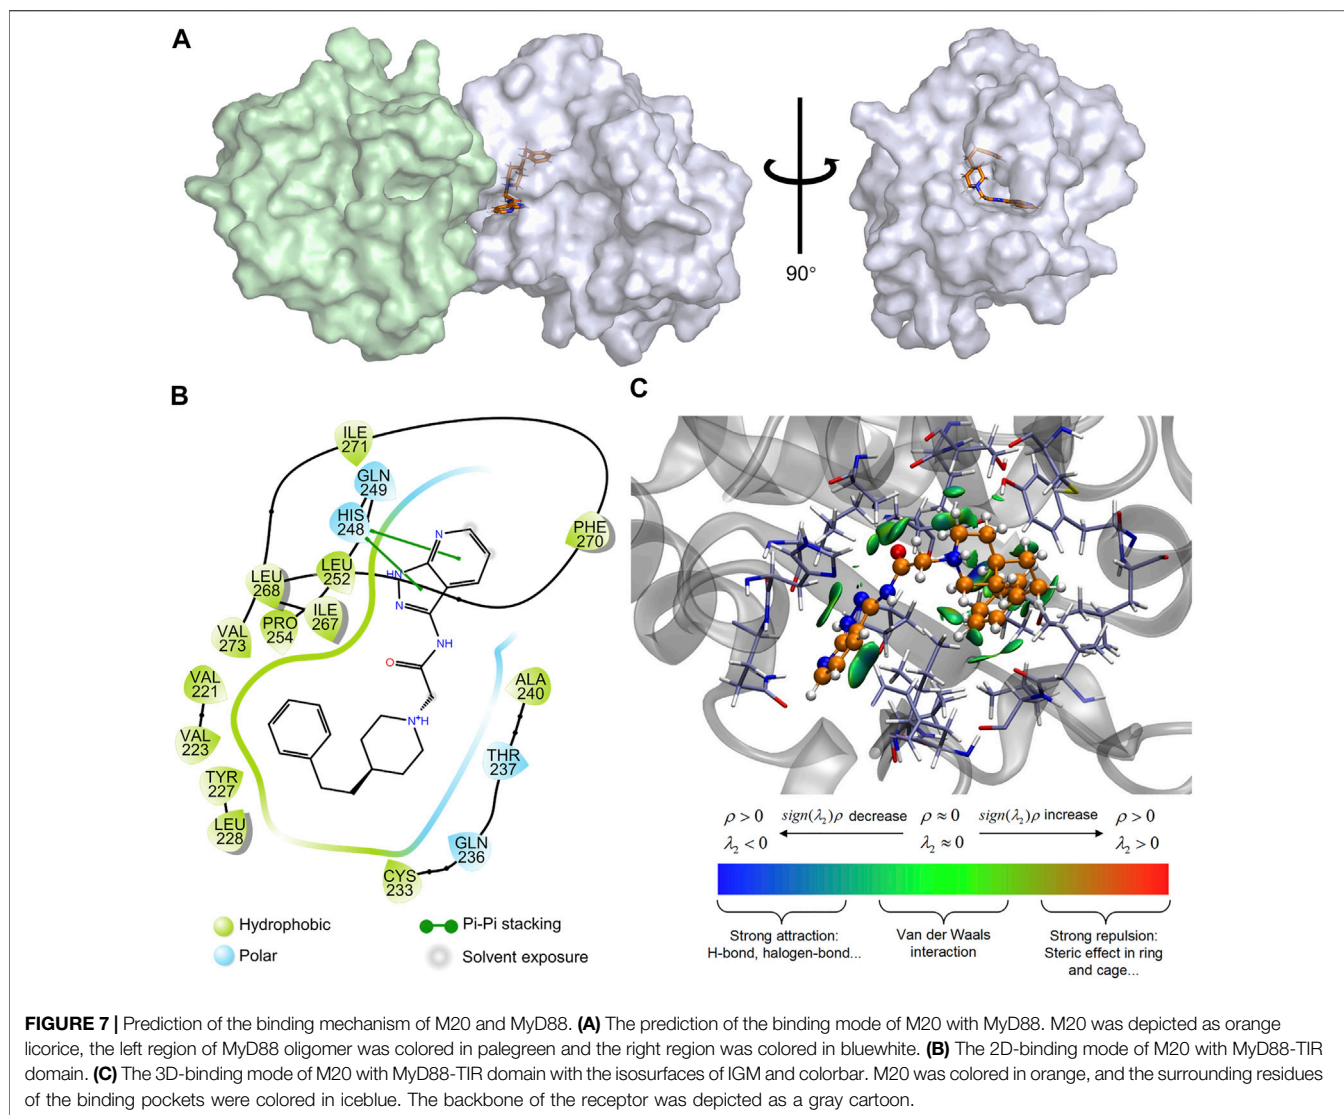 A
90°
B
ILE
271
GLN
249
HIS
248
PHE
270
LEU
252
LEU
268
ILE
267
PRO
254
VAL
273
VAL
221
VAL
223
TYR
227
LEU
228
ALA
240
THR
237
GLN
236
CYS
233
N
HN
N
NH
O
N⁺H
Hydrophobic
Polar
Pi-Pi stacking
Solvent exposure
C
ρ > 0 sign(λ₂)ρ decrease ρ ≈ 0 sign(λ₂)ρ increase ρ > 0
λ₂ < 0 λ₂ ≈ 0 λ₂ > 0
Strong attraction:
H-bond, halogen-bond...
Van der Waals
interaction
Strong repulsion:
Steric effect in ring
and cage...
FIGURE 7 | Prediction of the binding mechanism of M20 and MyD88. (A) The prediction of the binding mode of M20 with MyD88. M20 was depicted as orange
licorice, the left region of MyD88 oligomer was colored in palegreen and the right region was colored in bluewhite. (B) The 2D-binding mode of M20 with MyD88-TIR
domain. (C) The 3D-binding mode of M20 with MyD88-TIR domain with the isosurfaces of IGM and colorbar. M20 was colored in orange, and the surrounding residues
of the binding pockets were colored in iceblue. The backbone of the receptor was depicted as a gray cartoon.